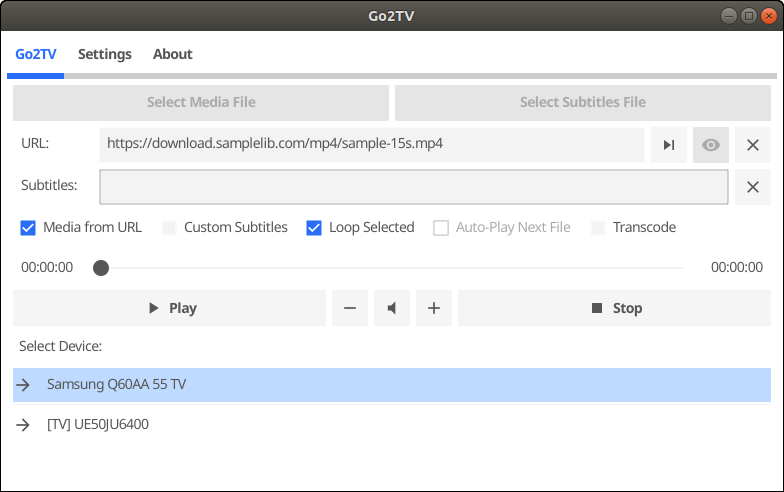 Go2TV
Go2TV Settings About
Select Media File Select Subtitles File
URL: https://download.samplelib.com/mp4/sample-15s.mp4
Subtitles:
Media from URL Custom Subtitles Loop Selected Auto-Play Next File Transcode
00:00:00 00:00:00
Play Stop
Select Device:
Samsung Q60AA 55 TV
[TV] UE50JU6400